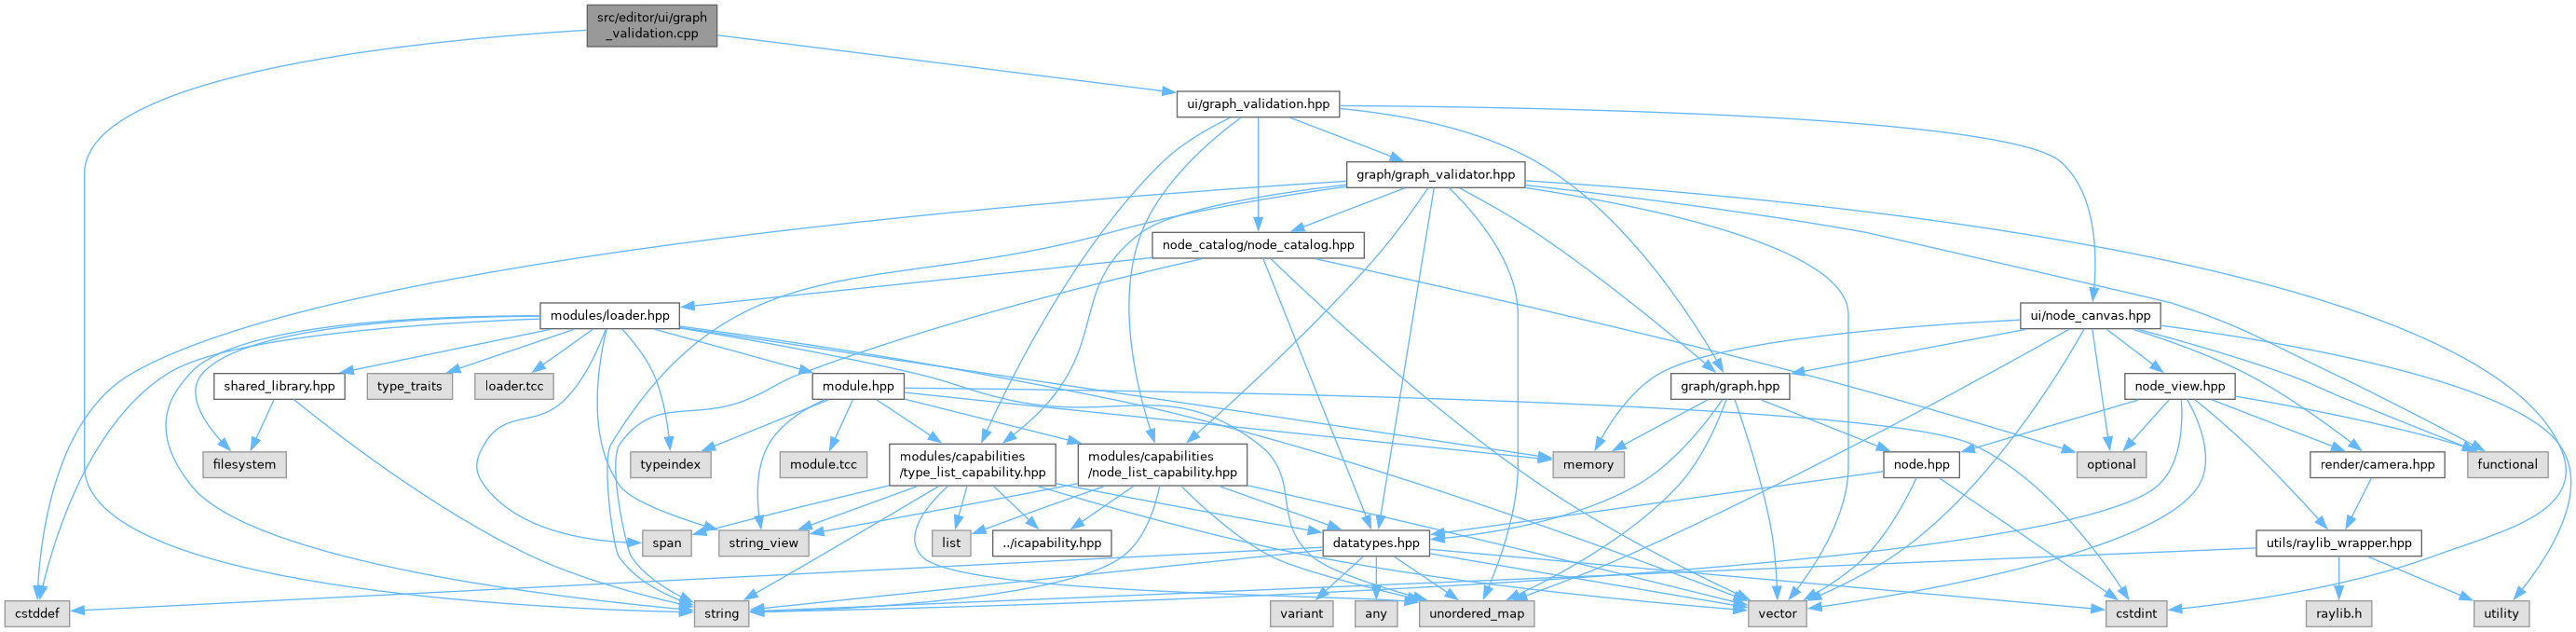 src/editor/ui/graph
_validation.cpp
ui/graph_validation.hpp
graph/graph_validator.hpp
node_catalog/node_catalog.hpp
modules/loader.hpp
ui/node_canvas.hpp
shared_library.hpp
type_traits
loader.tcc
module.hpp
graph/graph.hpp
node_view.hpp
filesystem
typeindex
module.tcc
modules/capabilities
/type_list_capability.hpp
modules/capabilities
/node_list_capability.hpp
memory
node.hpp
optional
render/camera.hpp
functional
span
string_view
list
../icapability.hpp
datatypes.hpp
utils/raylib_wrapper.hpp
cstddef
string
variant
any
unordered_map
vector
cstdint
raylib.h
utility